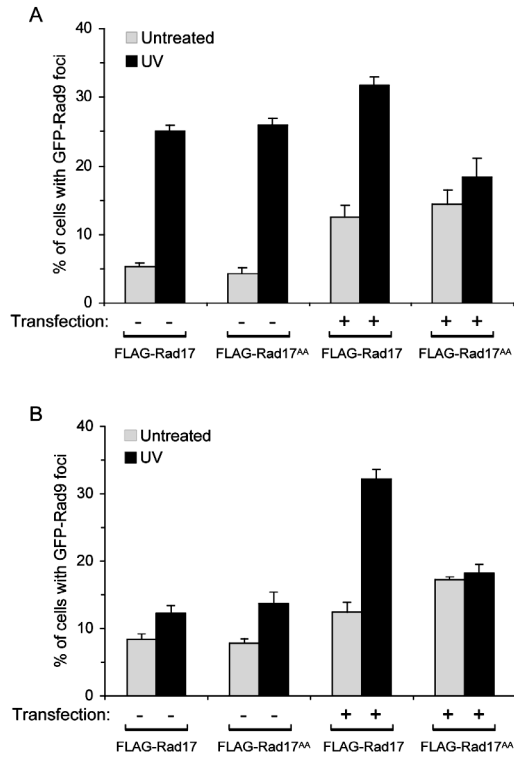 A
Untreated
UV
% of cells with GFP-Rad9 foci
40
30
20
10
0
Transfection: - - - - + + + +
FLAG-Rad17 FLAG-Rad17ᴬᴬ FLAG-Rad17 FLAG-Rad17ᴬᴬ
B
Untreated
UV
% of cells with GFP-Rad9 foci
40
30
20
10
0
Transfection: - - - - + + + +
FLAG-Rad17 FLAG-Rad17ᴬᴬ FLAG-Rad17 FLAG-Rad17ᴬᴬ